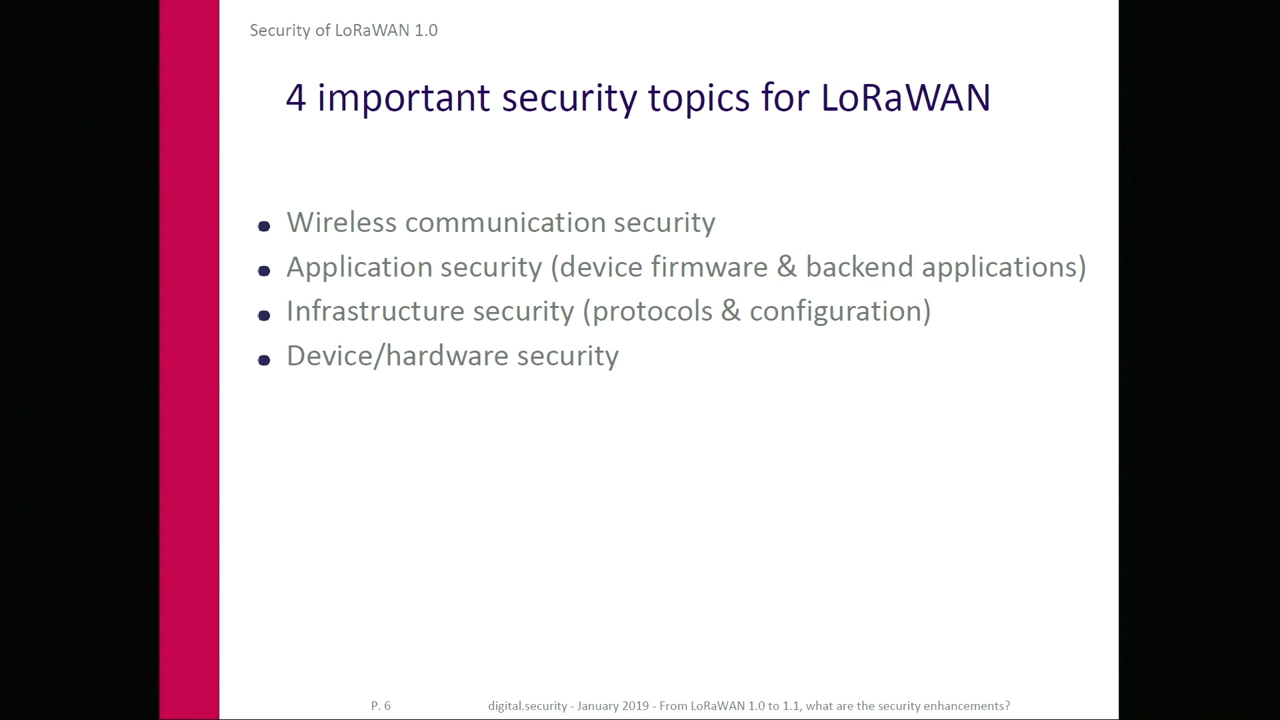 Security of LoRaWAN 1.0
4 important security topics for LoRaWAN
Wireless communication security
Application security (device firmware & backend applications)
Infrastructure security (protocols & configuration)
Device/hardware security
P. 6
digital.security - January 2019 - From LoRaWAN 1.0 to 1.1, what are the security enhancements?